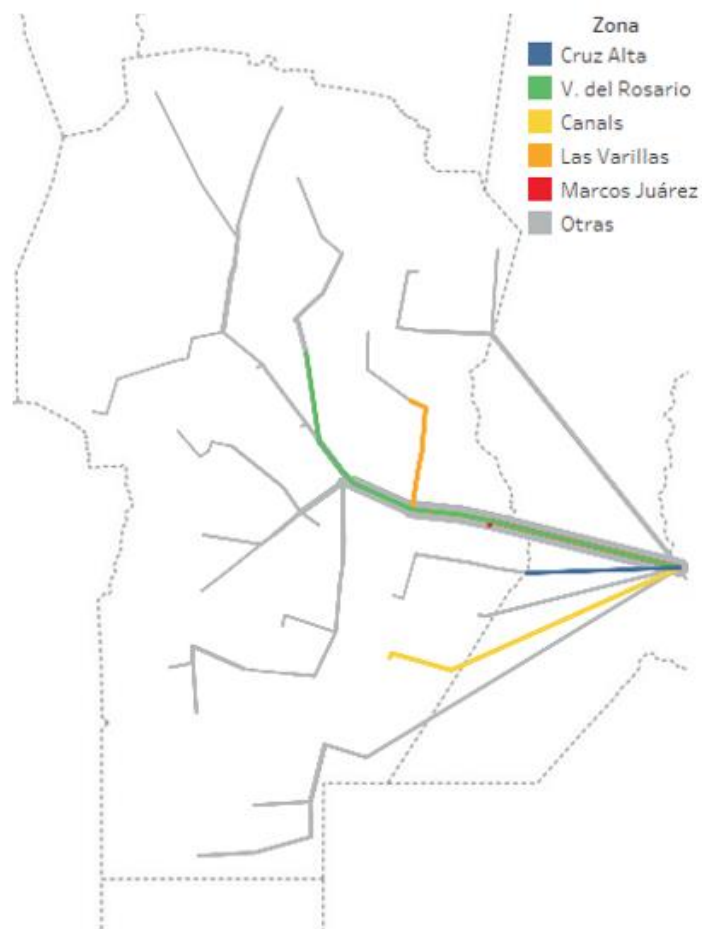 Zona
Cruz Alta
V. del Rosario
Canals
Las Varillas
Marcos Juárez
Otras